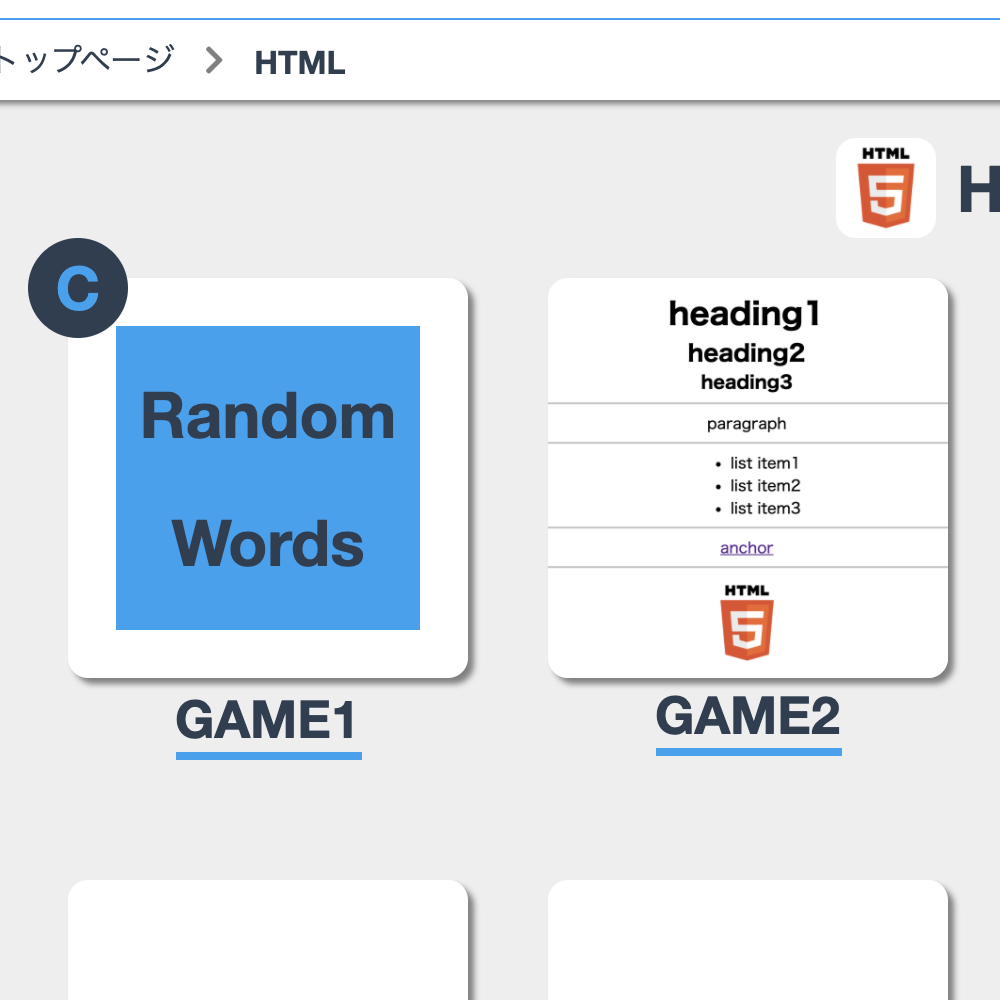 トップページ
HTML
HTML
5
H
C
Random
Words
GAME1
heading1
heading2
heading3
paragraph
• list item1
• list item2
• list item3
anchor
HTML
5
GAME2